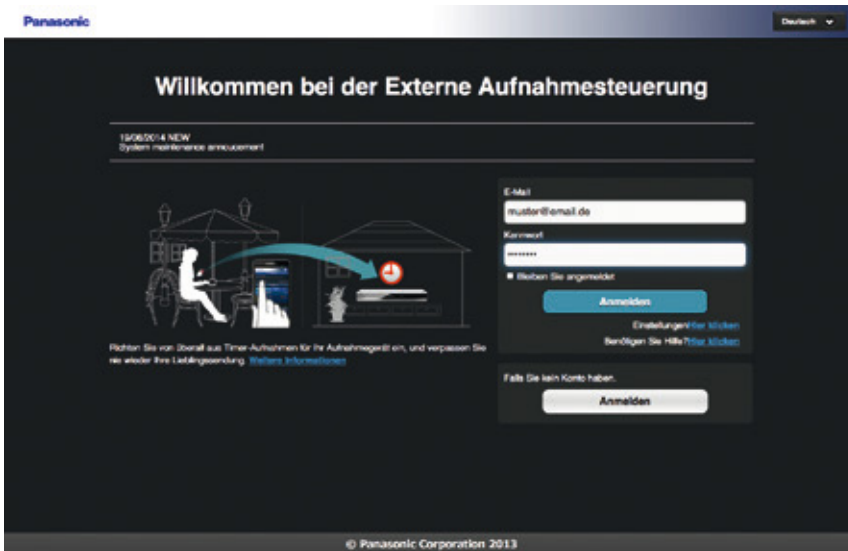 Panasonic
Deutsch
Willkommen bei der Externe Aufnahmesteuerung
19/06/2014 NEW
System maintenance annoucement
E-Mail
muster@email.de
Kennwort
••••••••
Bleiben Sie angemeldet
Anmelden
Einstellungen Hier klicken
Benötigen Sie Hilfe? Hier klicken
Richten Sie von überall aus Timer-Aufnahmen für Ihr Aufnahmegerät ein, und verpassen Sie
nie wieder Ihre Lieblingssendung. Weitere Informationen
Falls Sie kein Konto haben.
Anmelden
© Panasonic Corporation 2013